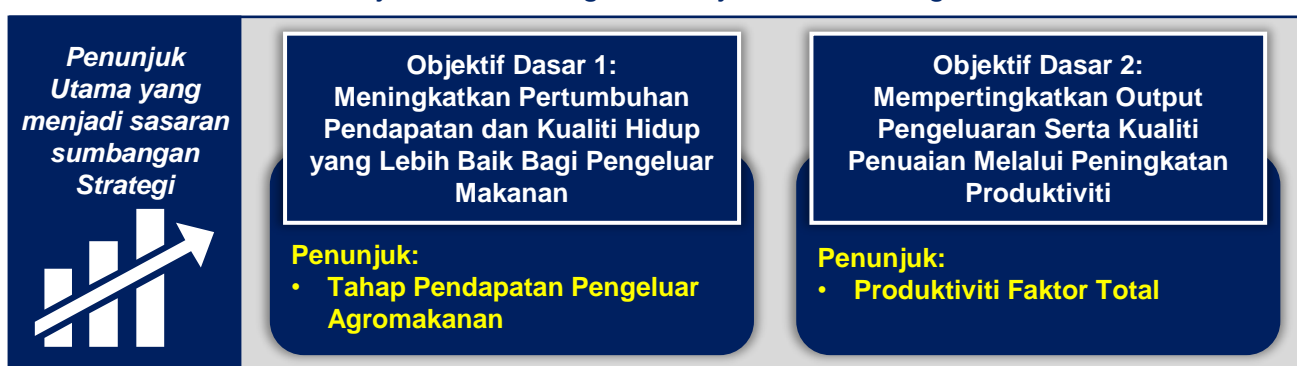 Penunjuk
Utama yang
menjadi sasaran
sumbangan
Strategi
Objektif Dasar 1:
Meningkatkan Pertumbuhan
Pendapatan dan Kualiti Hidup
yang Lebih Baik Bagi Pengeluar
Makanan
Penunjuk:
• Tahap Pendapatan Pengeluar
Agromakanan
Objektif Dasar 2:
Mempertingkatkan Output
Pengeluaran Serta Kualiti
Penuaian Melalui Peningkatan
Produktiviti
Penunjuk:
• Produktiviti Faktor Total